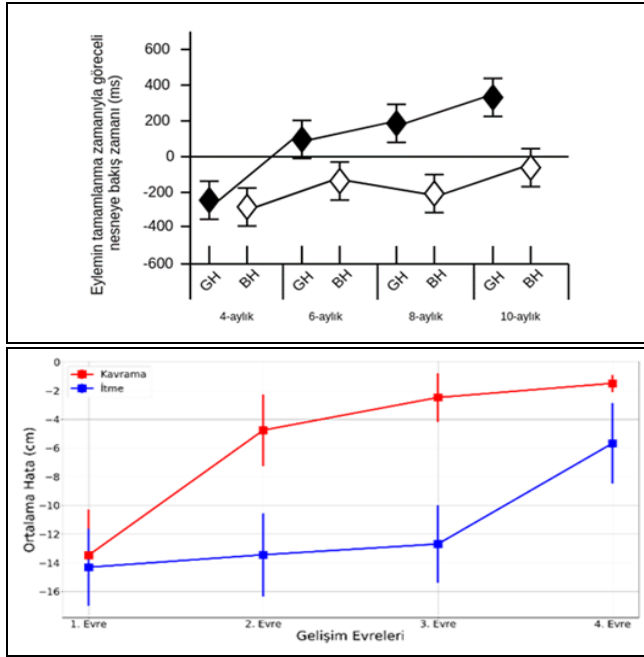 Eylemin tamamlanma zamanıyla göreceli
nesneye bakış zamanı (ms)
600
400
200
0
-200
-400
-600
GH BH GH BH GH BH GH BH
4-aylık 6-aylık 8-aylık 10-aylık
Kavrama
İtme
Ortalama Hata (cm)
0
−2
−4
−6
−8
−10
−12
−14
−16
1. Evre 2. Evre 3. Evre 4. Evre
Gelişim Evreleri